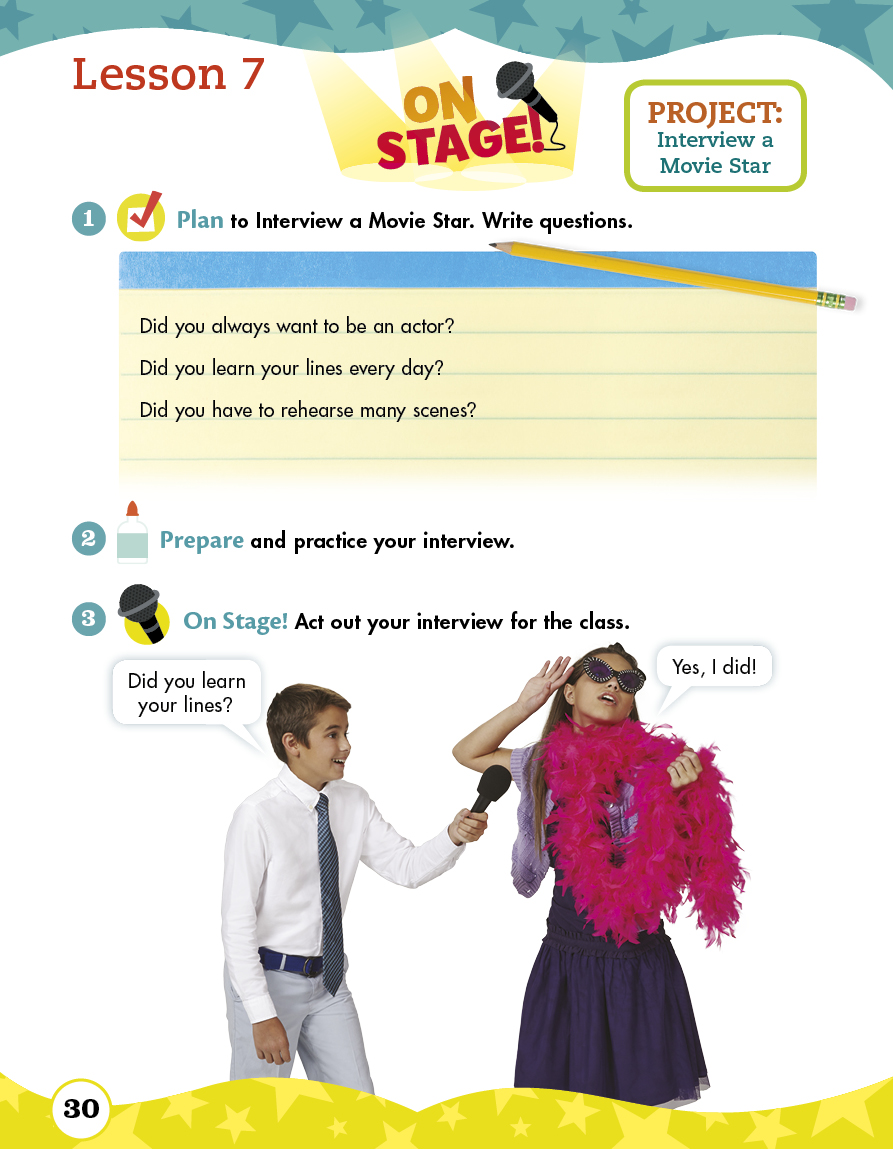 Lesson 7
ON
STAGE!
PROJECT:
Interview a
Movie Star
1 Plan to Interview a Movie Star. Write questions.
Did you always want to be an actor?
Did you learn your lines every day?
Did you have to rehearse many scenes?
2 Prepare and practice your interview.
3 On Stage! Act out your interview for the class.
Did you learn
your lines?
Yes, I did!
30